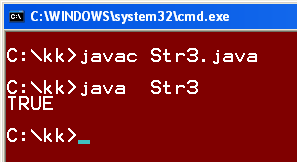 C:\WINDOWS\system32\cmd.exe
C:\kk>javac Str3.java
C:\kk>java  Str3
TRUE
C:\kk>_